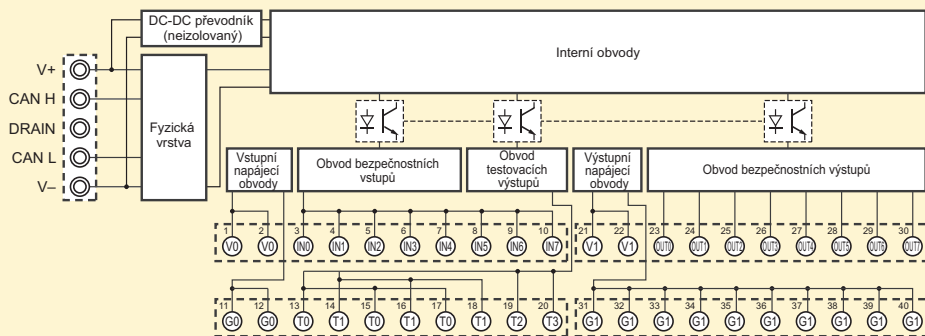 DC-DC převodník
(neizolovaný)
Interní obvody
V+
CAN H
DRAIN
CAN L
V–
Fyzická
vrstva
Vstupní
napájecí
obvody
Obvod bezpečnostních
vstupů
Obvod
testovacích
výstupů
Výstupní
napájecí
obvody
Obvod bezpečnostních výstupů
1 2 3 4 5 6 7 8 9 10
V0 V0 IN0 IN1 IN2 IN3 IN4 IN5 IN6 IN7
21 22 23 24 25 26 27 28 29 30
V1 V1 OUT0 OUT1 OUT2 OUT3 OUT4 OUT5 OUT6 OUT7
11 12 13 14 15 16 17 18 19 20
G0 G0 T0 T1 T0 T1 T0 T1 T2 T3
31 32 33 34 35 36 37 38 39 40
G1 G1 G1 G1 G1 G1 G1 G1 G1 G1